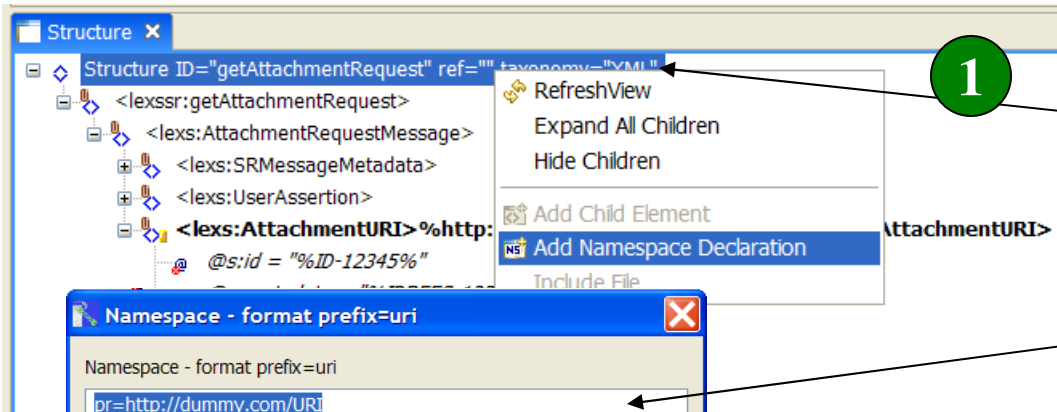 Structure
Structure ID="getAttachmentRequest" ref="" taxonomy="XML"
1
<lexssr:getAttachmentRequest>
<lexs:AttachmentRequestMessage>
<lexs:SRMessageMetadata>
<lexs:UserAssertion>
<lexs:AttachmentURI>%http: AttachmentURI>
@s:id = "%ID-12345%"
RefreshView
Expand All Children
Hide Children
Add Child Element
Add Namespace Declaration
Include File
Namespace - format prefix=uri
Namespace - format prefix=uri
pr=http://dummy.com/URI